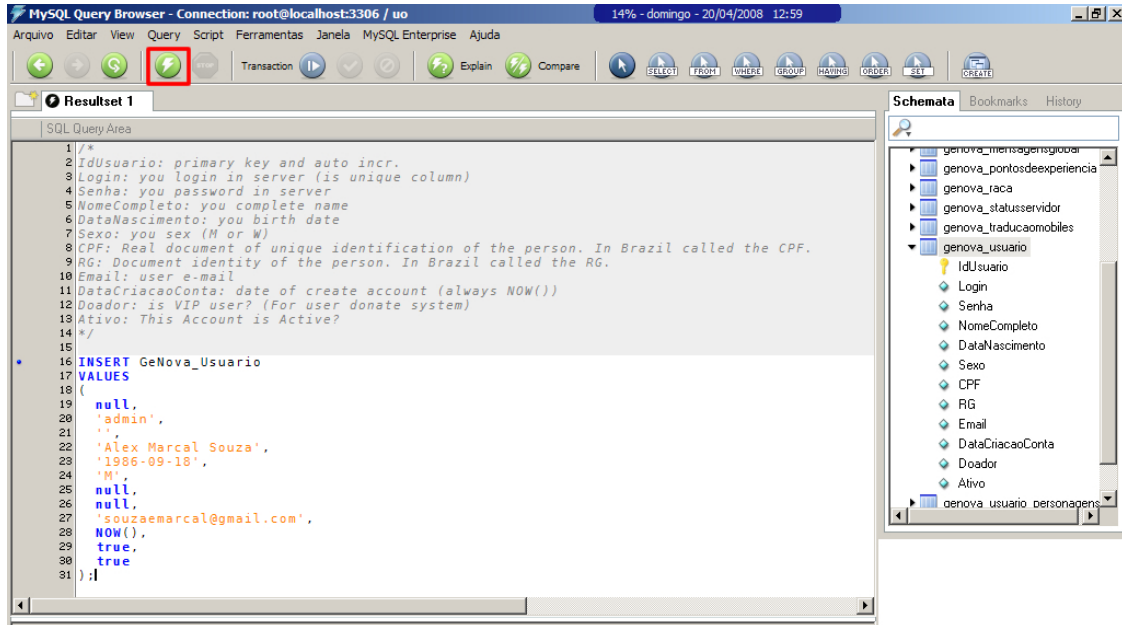 MySQL Query Browser - Connection: root@localhost:3306 / uo
14% - domingo - 20/04/2008 12:59
Arquivo Editar View Query Script Ferramentas Janela MySQL Enterprise Ajuda
STOP Transaction Explain Compare SELECT FROM WHERE GROUP HAVING ORDER SET CREATE
Resultset 1
SQL Query Area
1 /*
2 IdUsuario: primary key and auto incr.
3 Login: you login in server (is unique column)
4 Senha: you password in server
5 NomeCompleto: you complete name
6 DataNascimento: you birth date
7 Sexo: you sex (M or W)
8 CPF: Real document of unique identification of the person. In Brazil called the CPF.
9 RG: Document identity of the person. In Brazil called the RG.
10 Email: user e-mail
11 DataCriacaoConta: date of create account (always NOW())
12 Doador: is VIP user? (For user donate system)
13 Ativo: This Account is Active?
14 */
15
16 INSERT GeNova_Usuario
17 VALUES
18 (
19 null,
20 'admin',
21 '',
22 'Alex Marcal Souza',
23 '1986-09-18',
24 'M',
25 null,
26 null,
27 'souzaemarcal@gmail.com',
28 NOW(),
29 true,
30 true
31 );
Schemata Bookmarks History
genova_mensagensglobal
genova_pontosdeexperiencia
genova_raca
genova_statusservidor
genova_traducaomobiles
genova_usuario
IdUsuario
Login
Senha
NomeCompleto
DataNascimento
Sexo
CPF
RG
Email
DataCriacaoConta
Doador
Ativo
genova_usuario_personagens